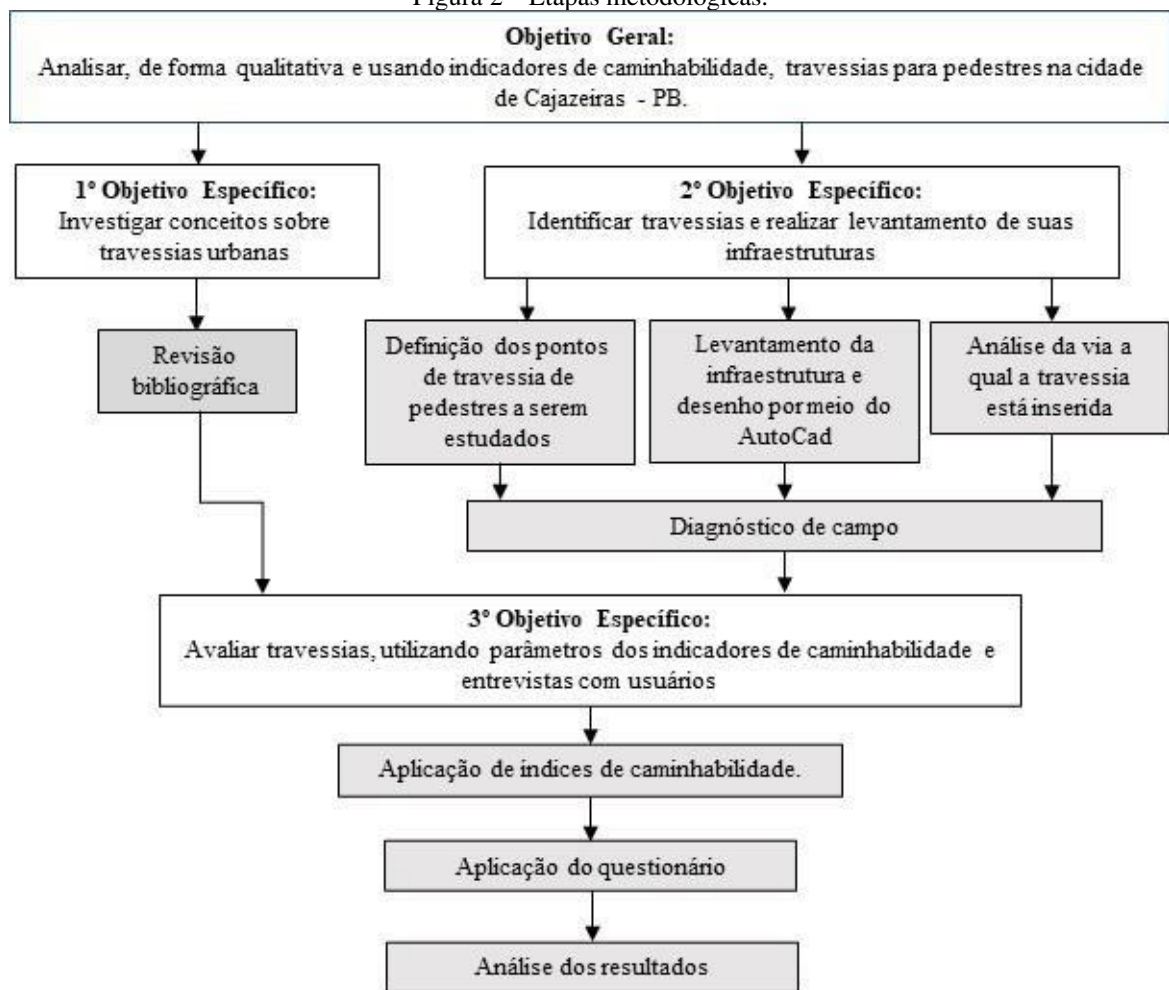 Figura 2 – Etapas metodológicas.
Objetivo Geral:
Analisar, de forma qualitativa e usando indicadores de caminhabilidade, travessias para pedestres na cidade
de Cajazeiras - PB.
1º Objetivo Específico:
Investigar conceitos sobre
travessias urbanas
2º Objetivo Específico:
Identificar travessias e realizar levantamento de suas
infraestruturas
Revisão
bibliográfica
Definição dos pontos
de travessia de
pedestres a serem
estudados
Levantamento da
infraestrutura e
desenho por meio do
AutoCad
Análise da via a
qual a travessia
está inserida
Diagnóstico de campo
3º Objetivo Específico:
Avaliar travessias, utilizando parâmetros dos indicadores de caminhabilidade e
entrevistas com usuários
Aplicação de índices de caminhabilidade.
Aplicação do questionário
Análise dos resultados